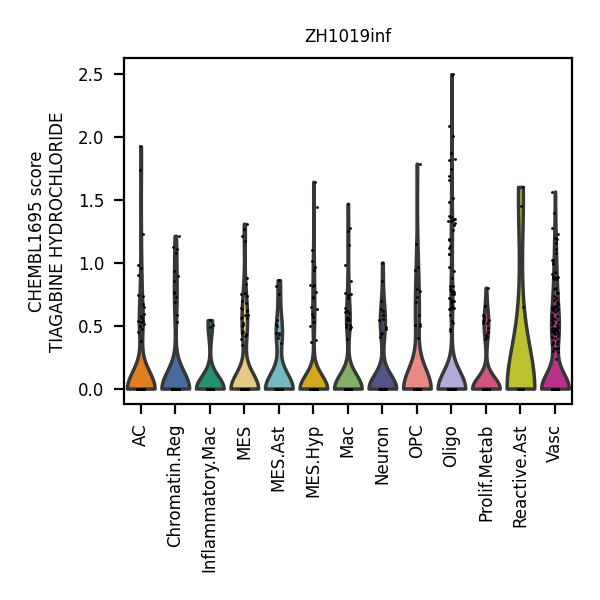 ZH1019inf
CHEMBL1695 score
TIAGABINE HYDROCHLORIDE
2.5
2.0
1.5
1.0
0.5
0.0
AC
Chromatin.Reg
Inflammatory.Mac
MES
MES.Ast
MES.Hyp
Mac
Neuron
OPC
Oligo
Prolif.Metab
Reactive.Ast
Vasc